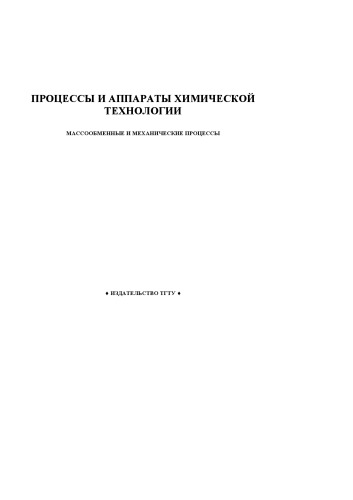 ПРОЦЕССЫ И АППАРАТЫ ХИМИЧЕСКОЙ
ТЕХНОЛОГИИ
МАССООБМЕННЫЕ И МЕХАНИЧЕСКИЕ ПРОЦЕССЫ
♦ ИЗДАТЕЛЬСТВО ТГТУ ♦